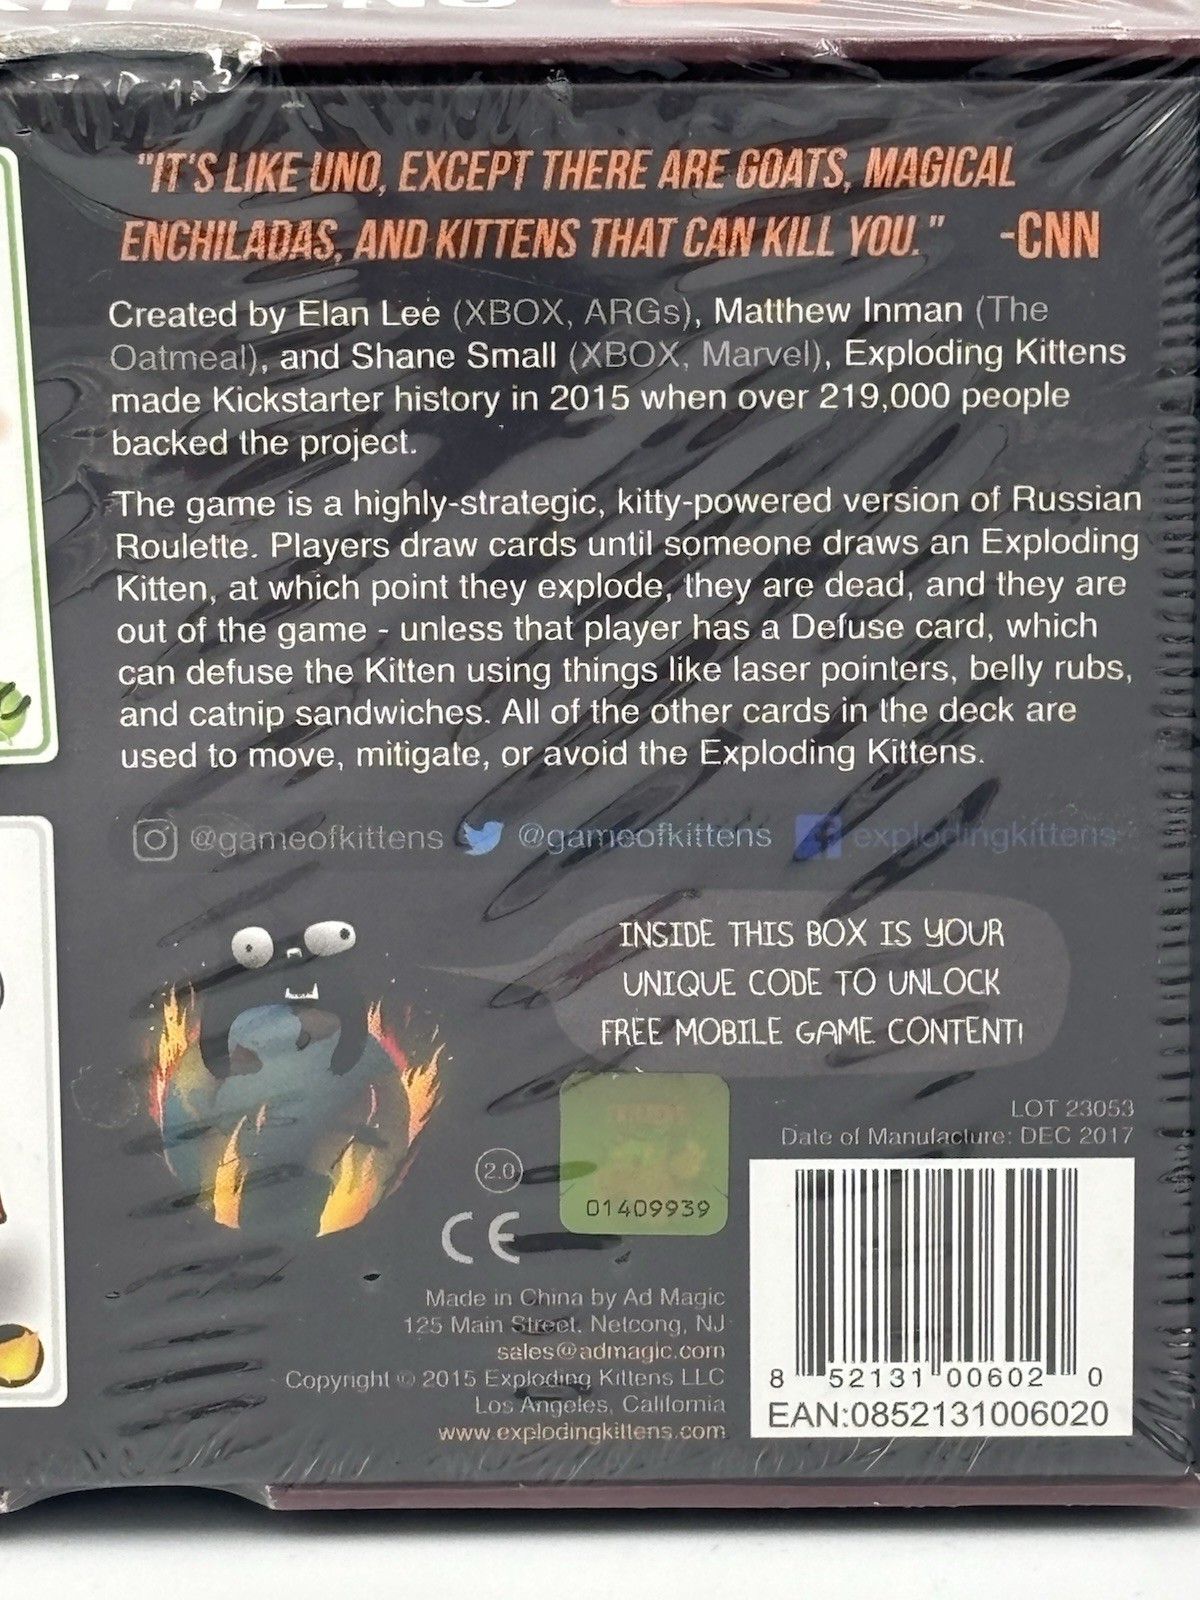 "IT'S LIKE UNO, EXCEPT THERE ARE GOATS, MAGICAL
ENCHILADAS, AND KITTENS THAT CAN KILL YOU." -CNN
Created by Elan Lee (XBOX, ARGs), Matthew Inman (The
Oatmeal), and Shane Small (XBOX, Marvel), Exploding Kittens
made Kickstarter history in 2015 when over 219,000 people
backed the project.
The game is a highly-strategic, kitty-powered version of Russian
Roulette. Players draw cards until someone draws an Exploding
Kitten, at which point they explode, they are dead, and they are
out of the game - unless that player has a Defuse card, which
can defuse the Kitten using things like laser pointers, belly rubs,
and catnip sandwiches. All of the other cards in the deck are
used to move, mitigate, or avoid the Exploding Kittens.
@gameofkittens @gameofkittens explodingkittens
INSIDE THIS BOX IS YOUR
UNIQUE CODE TO UNLOCK
FREE MOBILE GAME CONTENT!
LOT 23053
Date of Manufacture: DEC 2017
2.0
01409939
CE
Made in China by Ad Magic
125 Main Street. Netcong, NJ
sales@admagic.com
Copyright © 2015 Exploding Kittens LLC
Los Angeles, California
www.explodingkittens.com
8 52131 00602 0
EAN:0852131006020